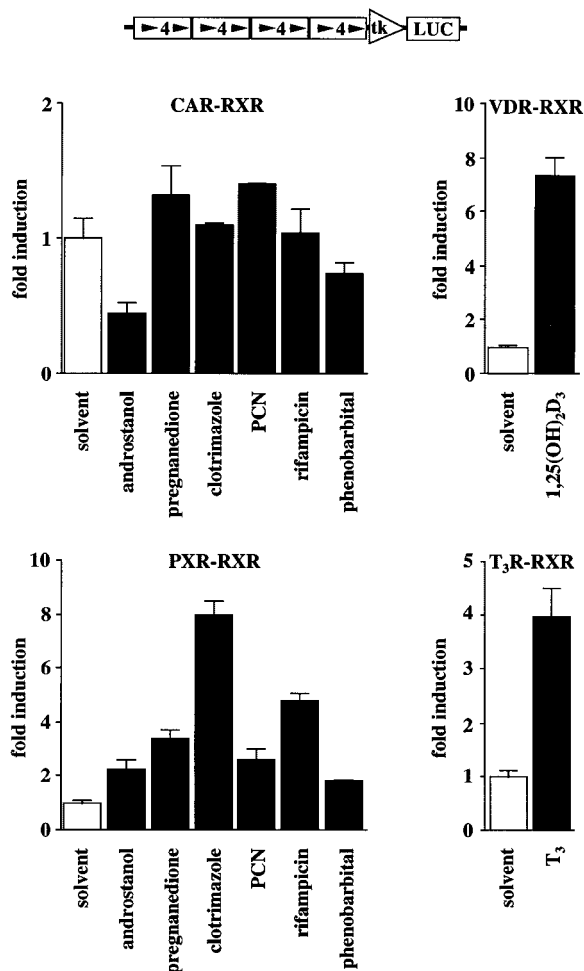 4 4 4 4 tk LUC
CAR-RXR
fold induction
2
1
0
solvent
androstanol
pregnanedione
clotrimazole
PCN
rifampicin
phenobarbital
VDR-RXR
fold induction
10
8
6
4
2
0
solvent
1,25(OH)₂D₃
PXR-RXR
fold induction
10
8
6
4
2
0
solvent
androstanol
pregnanedione
clotrimazole
PCN
rifampicin
phenobarbital
T₃R-RXR
fold induction
5
4
3
2
1
0
solvent
T₃